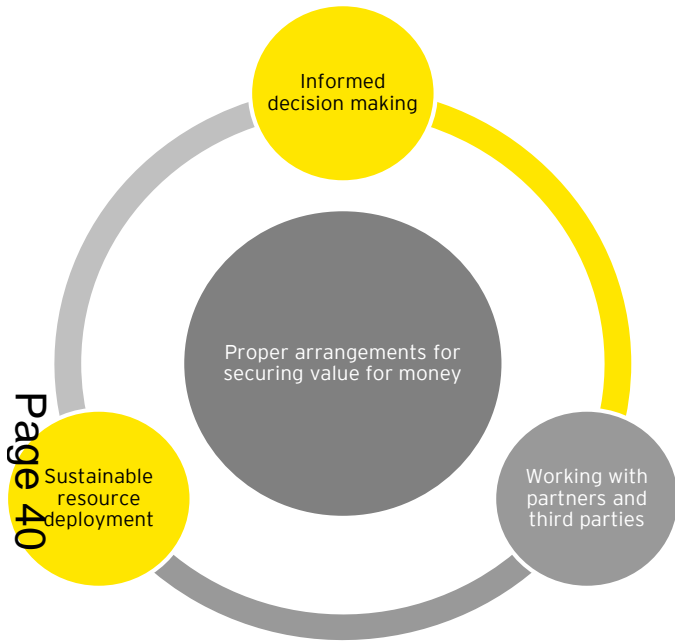 Informed
decision making
Proper arrangements for
securing value for money
Page 40
Sustainable
resource
deployment
Working with
partners and
third parties